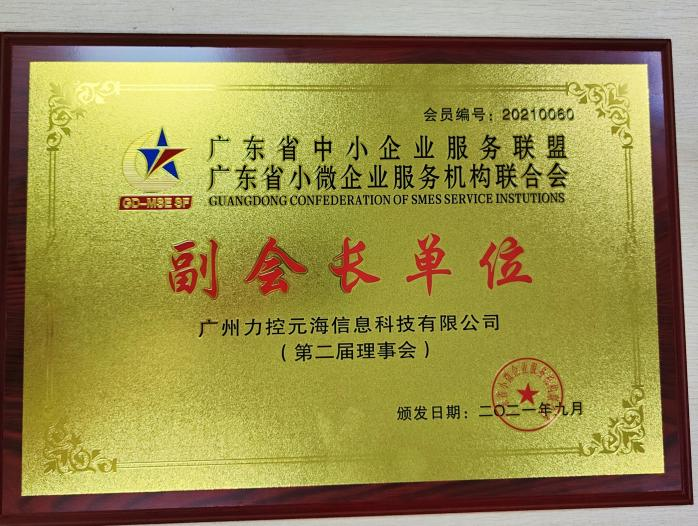 会员编号：20210060
广东省中小企业服务联盟
广东省小微企业服务机构联合会
GD-MSE SF
GUANGDONG CONFEDERATION OF SMES SERVICE INSTUTIONS
副会长单位
广州力控元海信息科技有限公司
（第二届理事会）
颁发日期：二〇二一年九月